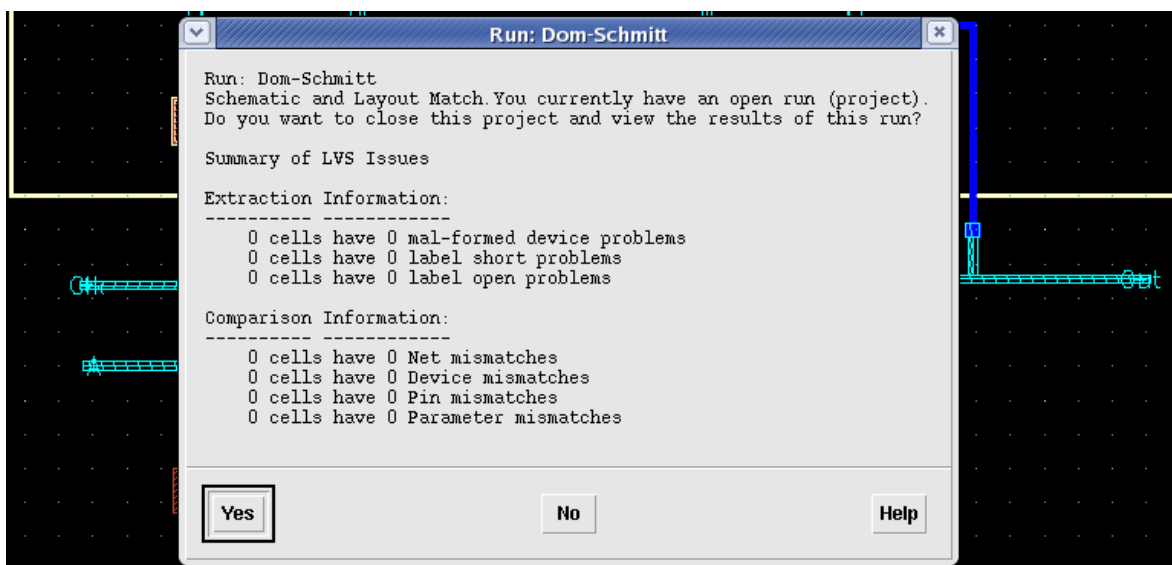 Run: Dom-Schmitt
Run: Dom-Schmitt
Schematic and Layout Match.You currently have an open run (project).
Do you want to close this project and view the results of this run?
Summary of LVS Issues
Extraction Information:
---------- ------------
0 cells have 0 mal-formed device problems
0 cells have 0 label short problems
0 cells have 0 label open problems
Comparison Information:
---------- ------------
0 cells have 0 Net mismatches
0 cells have 0 Device mismatches
0 cells have 0 Pin mismatches
0 cells have 0 Parameter mismatches
Clk
A
Out
Yes
No
Help